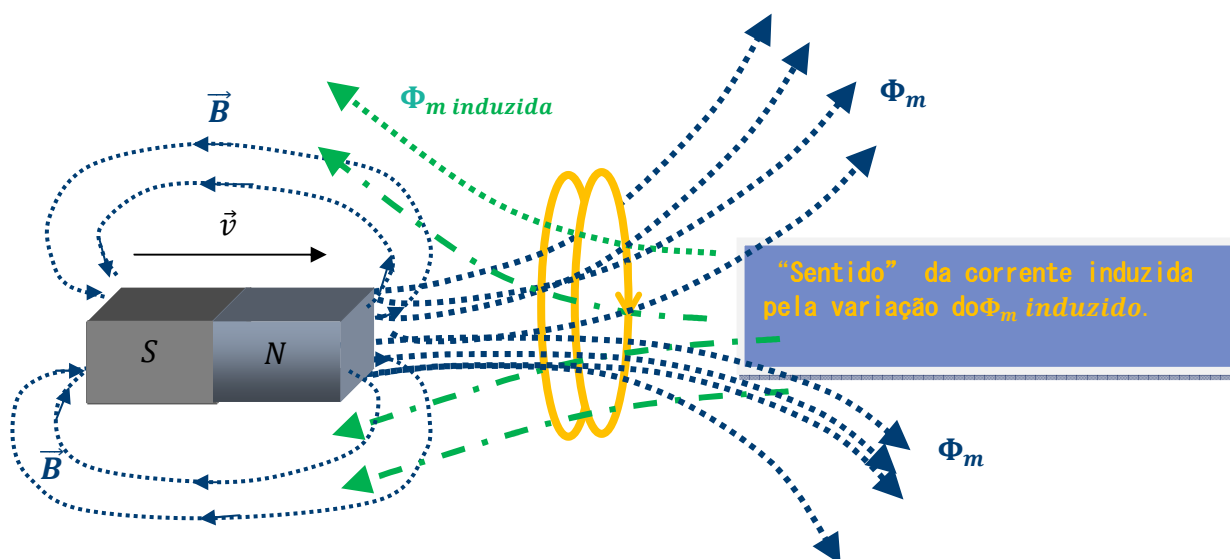 B⃗
Φm induzida
Φm
v⃗
“Sentido” da corrente induzida
pela variação doΦm induzido.
S
N
B⃗
Φm